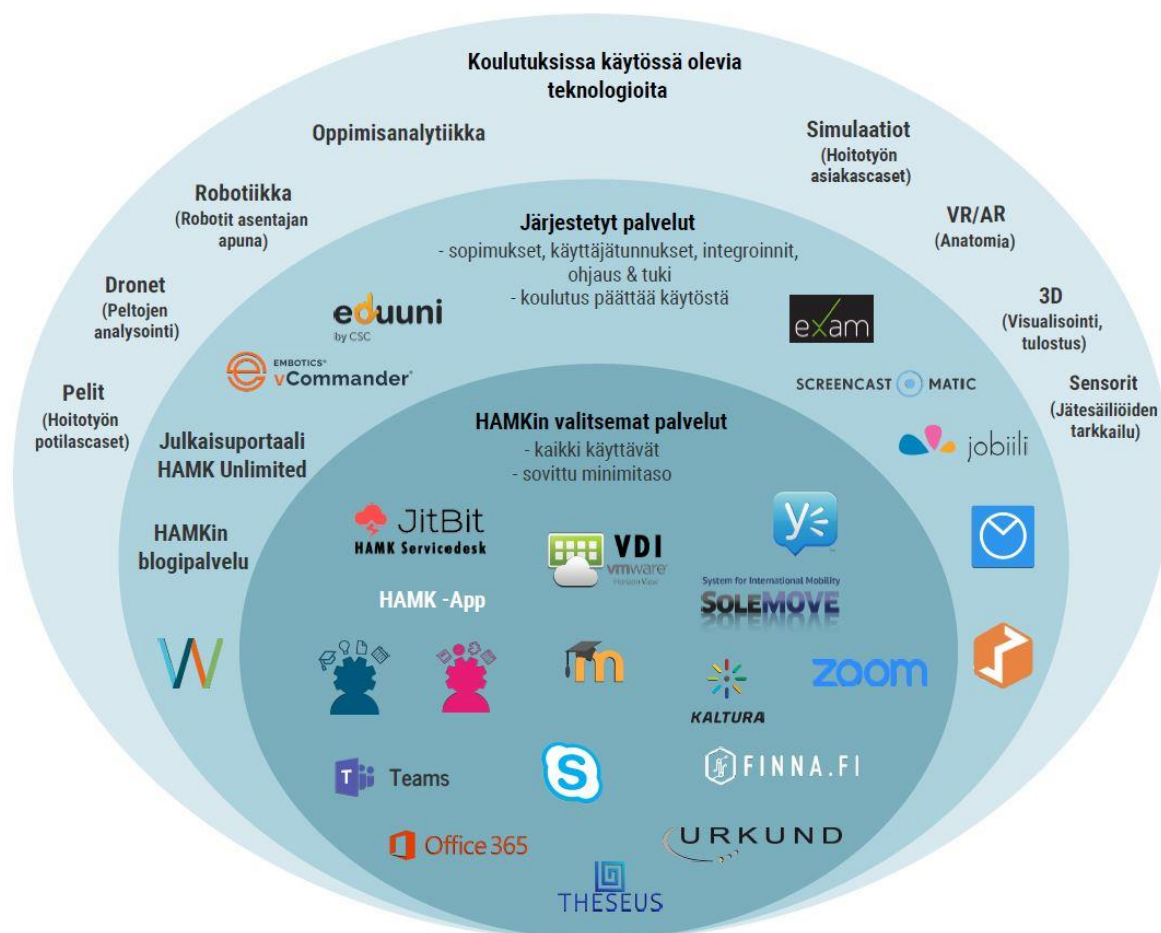 Koulutuksissa käytössä olevia
teknologioita
Oppimisanalytiikka
Simulaatiot
(Hoitotyön
asiakascaset)
Robotiikka
(Robotit asentajan
apuna)
VR/AR
(Anatomia)
Dronet
(Peltojen
analysointi)
3D
(Visualisointi,
tulostus)
Pelit
(Hoitotyön
potilascaset)
Sensorit
(Jätesäiliöiden
tarkkailu)
Järjestetyt palvelut
- sopimukset, käyttäjätunnukset, integroinnit,
ohjaus & tuki
- koulutus päättää käytöstä
eduuni
by CSC
exam
EMBOTICS®
vCommander®
SCREENCAST O MATIC
Julkaisuportaali
HAMK Unlimited
jobiili
HAMKin
blogipalvelu
HAMKin valitsemat palvelut
- kaikki käyttävät
- sovittu minimitaso
JitBit
HAMK Servicedesk
VDI
vmware
Horizon View
HAMK -App
System for International Mobility
SOLEMOVE
m
KALTURA
zoom
Teams
S
FINNA.FI
Office 365
URKUND
THESEUS